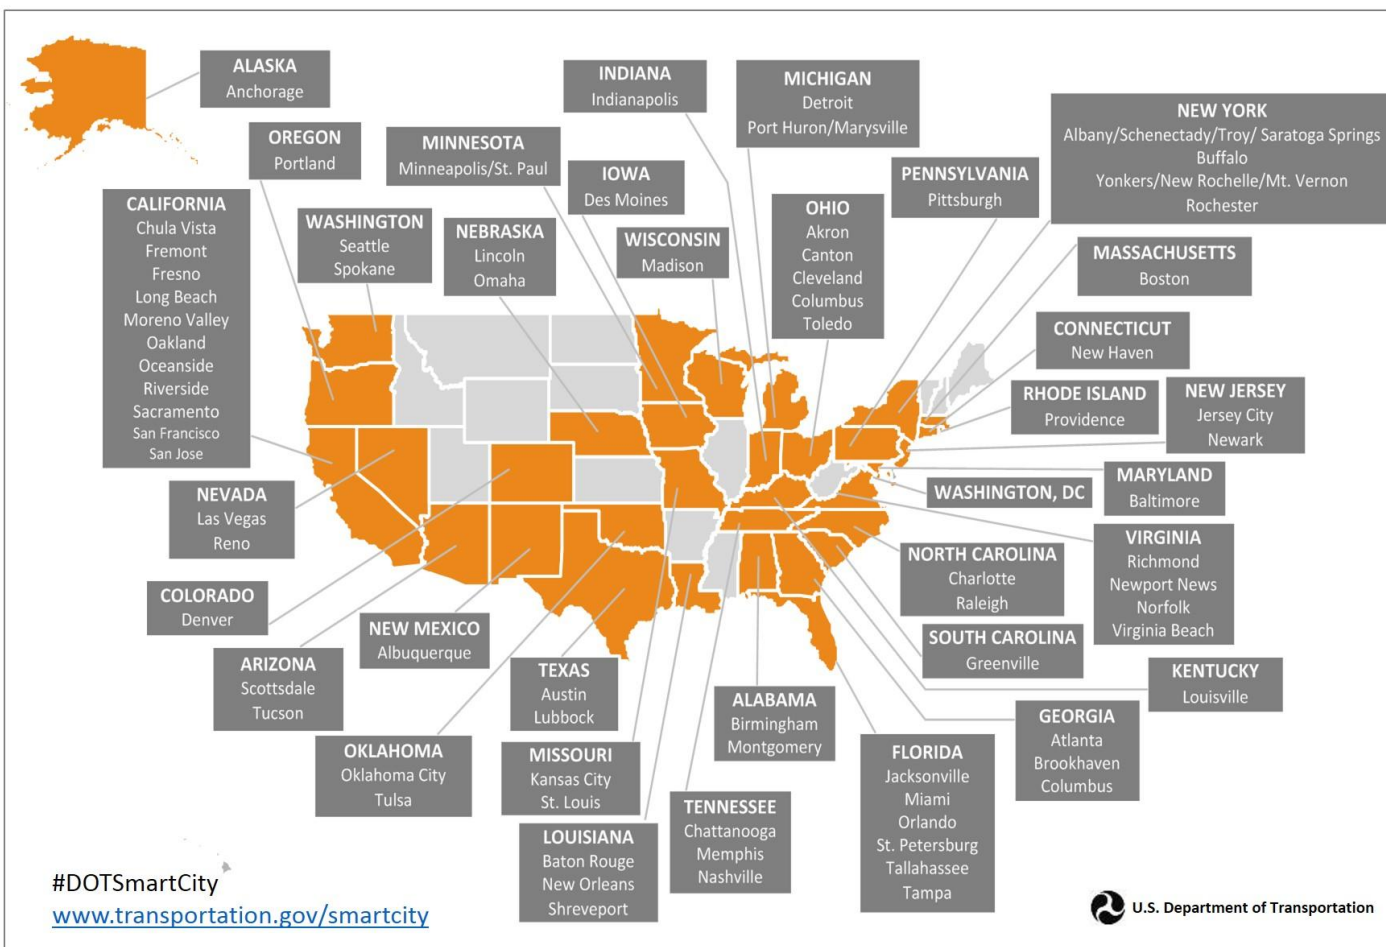 ALASKA
Anchorage
OREGON
Portland
CALIFORNIA
Chula Vista
Fremont
Fresno
Long Beach
Moreno Valley
Oakland
Oceanside
Riverside
Sacramento
San Francisco
San Jose
WASHINGTON
Seattle
Spokane
MINNESOTA
Minneapolis/St. Paul
NEBRASKA
Lincoln
Omaha
INDIANA
Indianapolis
IOWA
Des Moines
WISCONSIN
Madison
MICHIGAN
Detroit
Port Huron/Marysville
OHIO
Akron
Canton
Cleveland
Columbus
Toledo
PENNSYLVANIA
Pittsburgh
NEW YORK
Albany/Schenectady/Troy/ Saratoga Springs
Buffalo
Yonkers/New Rochelle/Mt. Vernon
Rochester
MASSACHUSETTS
Boston
CONNECTICUT
New Haven
RHODE ISLAND
Providence
NEW JERSEY
Jersey City
Newark
MARYLAND
Baltimore
WASHINGTON, DC
VIRGINIA
Richmond
Newport News
Norfolk
Virginia Beach
NORTH CAROLINA
Charlotte
Raleigh
SOUTH CAROLINA
Greenville
KENTUCKY
Louisville
GEORGIA
Atlanta
Brookhaven
Columbus
FLORIDA
Jacksonville
Miami
Orlando
St. Petersburg
Tallahassee
Tampa
ALABAMA
Birmingham
Montgomery
TENNESSEE
Chattanooga
Memphis
Nashville
LOUISIANA
Baton Rouge
New Orleans
Shreveport
MISSOURI
Kansas City
St. Louis
TEXAS
Austin
Lubbock
OKLAHOMA
Oklahoma City
Tulsa
NEW MEXICO
Albuquerque
ARIZONA
Scottsdale
Tucson
COLORADO
Denver
NEVADA
Las Vegas
Reno
#DOTSmartCity
www.transportation.gov/smartcity
U.S. Department of Transportation